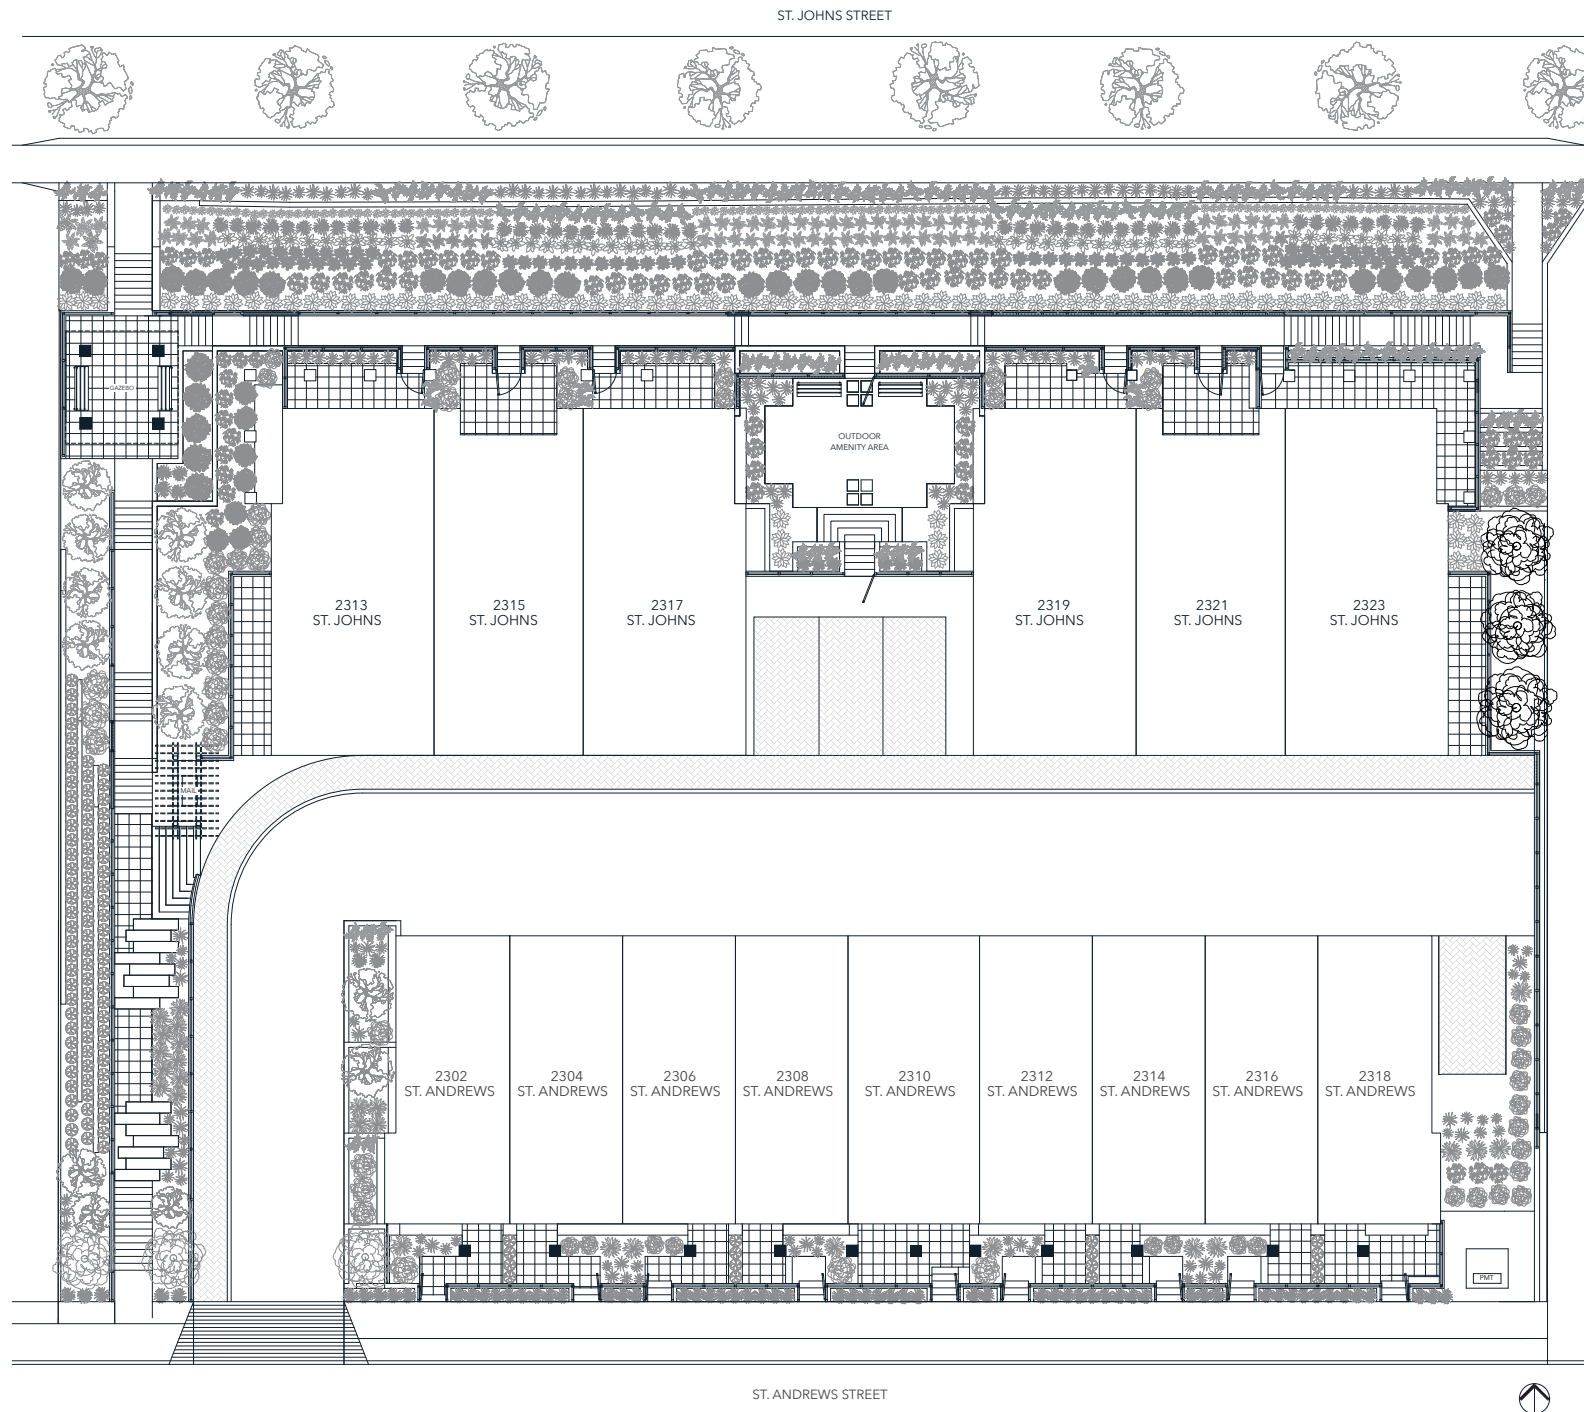 ST. JOHNS STREET
GAZEBO
OUTDOOR
AMENITY AREA
2313
ST. JOHNS
2315
ST. JOHNS
2317
ST. JOHNS
2319
ST. JOHNS
2321
ST. JOHNS
2323
ST. JOHNS
MAIL
2302
ST. ANDREWS
2304
ST. ANDREWS
2306
ST. ANDREWS
2308
ST. ANDREWS
2310
ST. ANDREWS
2312
ST. ANDREWS
2314
ST. ANDREWS
2316
ST. ANDREWS
2318
ST. ANDREWS
PMT
ST. ANDREWS STREET